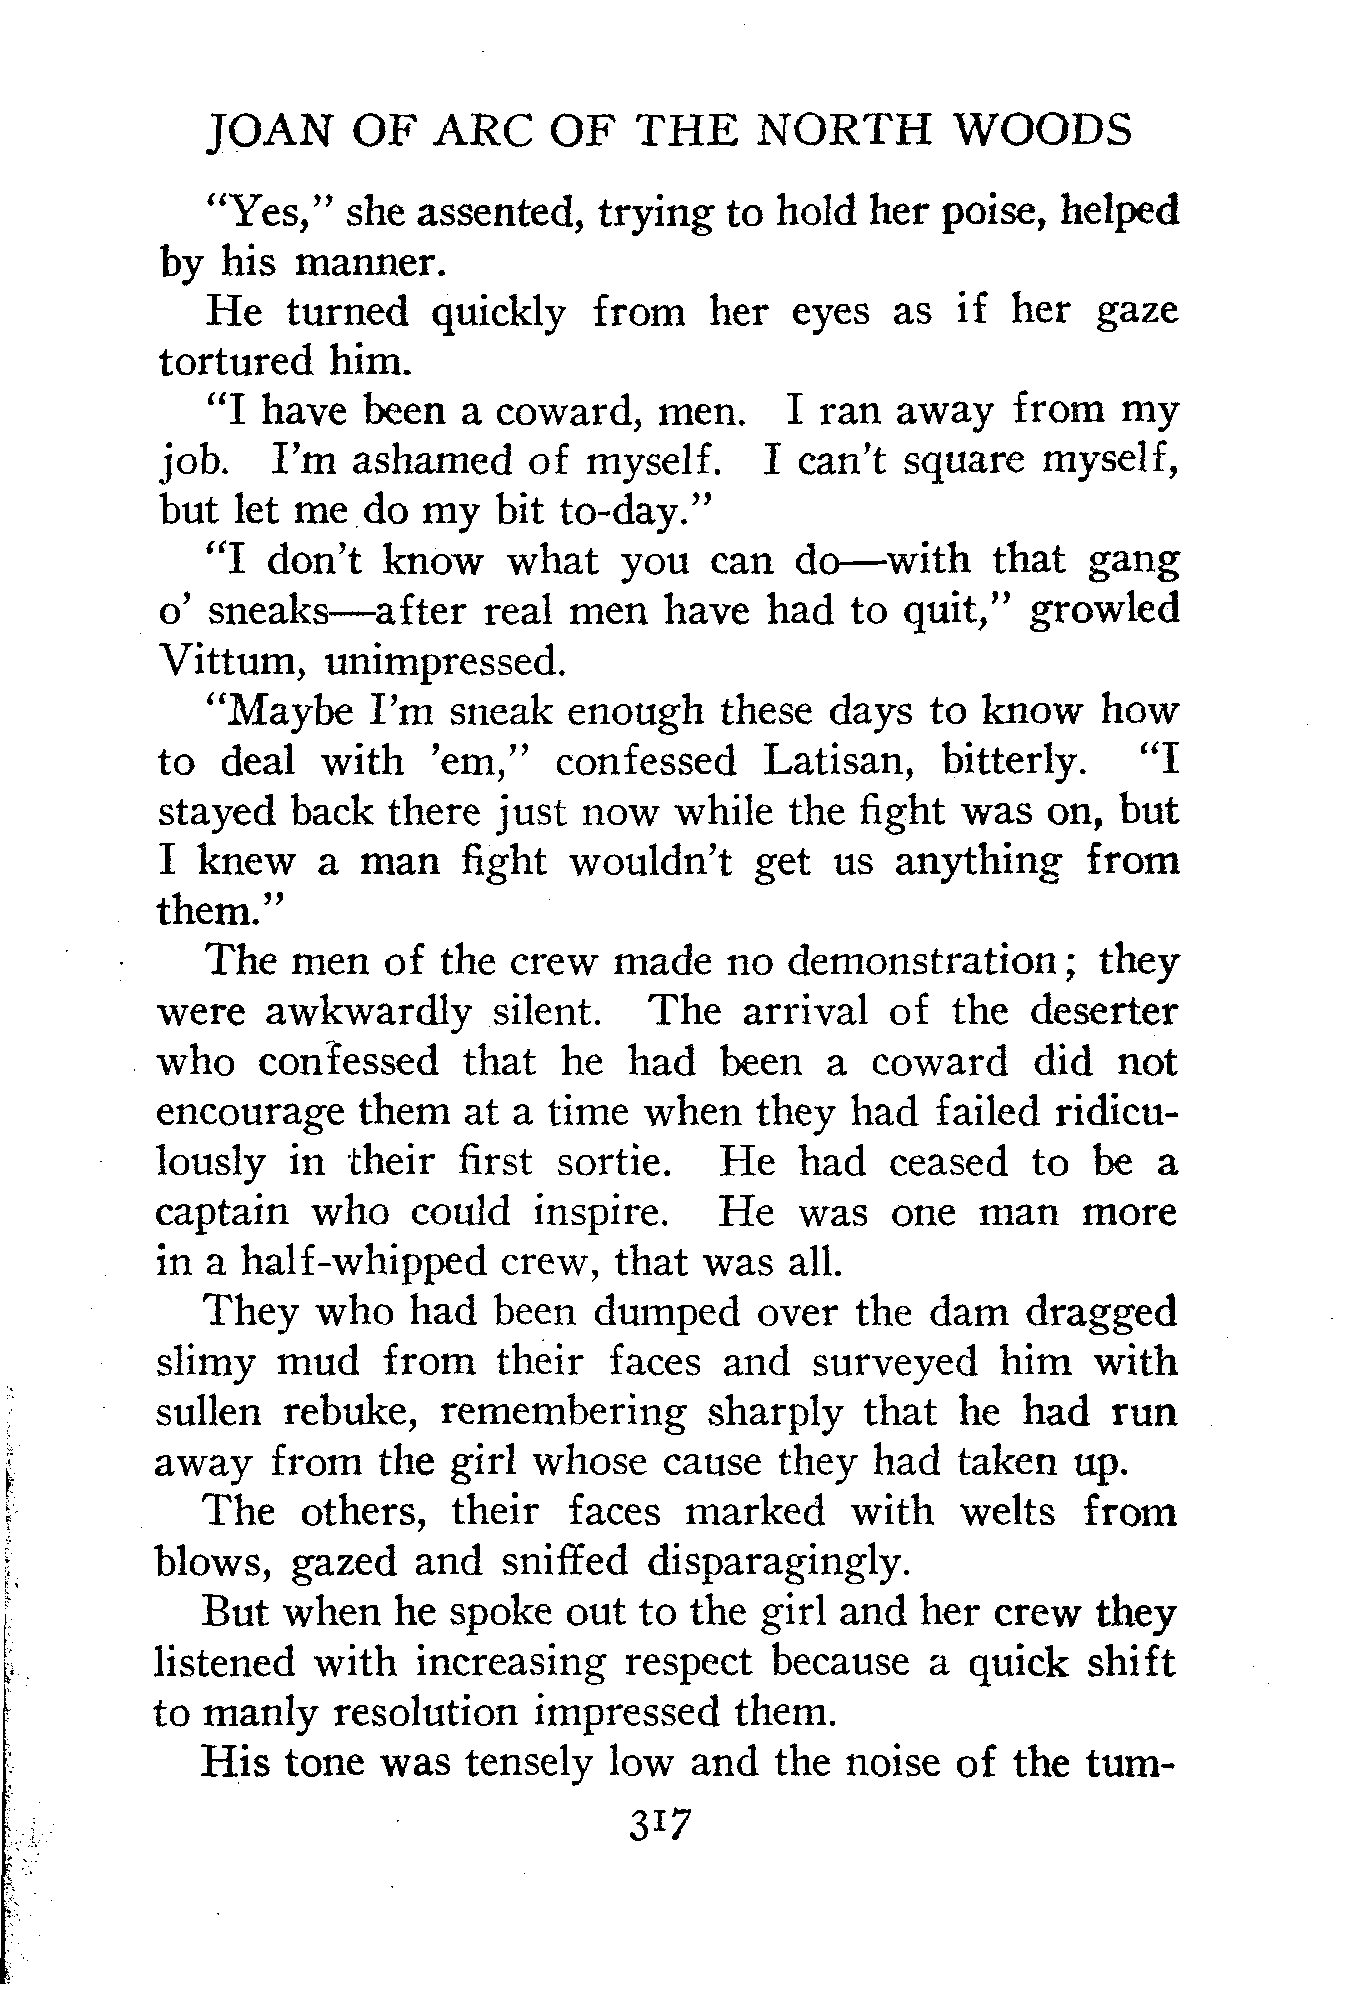 JOAN OF ARC OF THE NORTH WOODS
"Yes," she assented, trying to hold her poise, helped
by his manner.
He turned quickly from her eyes as if her gaze
tortured him.
"I have been a coward, men. I ran away from my
job. I'm ashamed of myself. I can't square myself,
but let me do my bit to-day."
"I don't know what you can do—with that gang
o' sneaks—after real men have had to quit," growled
Vittum, unimpressed.
"Maybe I'm sneak enough these days to know how
to deal with 'em," confessed Latisan, bitterly. "I
stayed back there just now while the fight was on, but
I knew a man fight wouldn't get us anything from
them."
The men of the crew made no demonstration; they
were awkwardly silent. The arrival of the deserter
who confessed that he had been a coward did not
encourage them at a time when they had failed ridicu-
lously in their first sortie. He had ceased to be a
captain who could inspire. He was one man more
in a half-whipped crew, that was all.
They who had been dumped over the dam dragged
slimy mud from their faces and surveyed him with
sullen rebuke, remembering sharply that he had run
away from the girl whose cause they had taken up.
The others, their faces marked with welts from
blows, gazed and sniffed disparagingly.
But when he spoke out to the girl and her crew they
listened with increasing respect because a quick shift
to manly resolution impressed them.
His tone was tensely low and the noise of the tum-
317